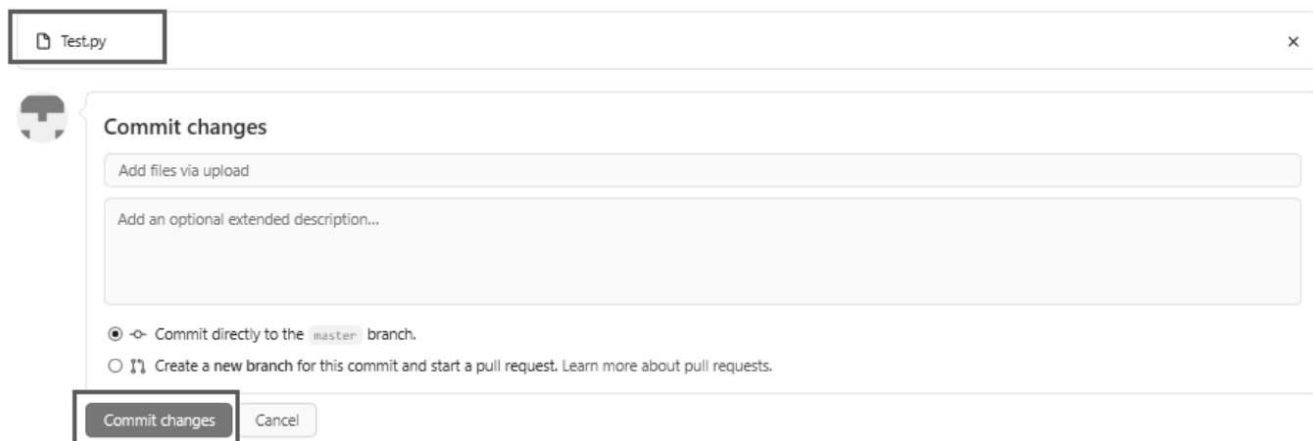 Test.py
Commit changes
Add files via upload
Add an optional extended description...
Commit directly to the master branch.
Create a new branch for this commit and start a pull request. Learn more about pull requests.
Commit changes Cancel